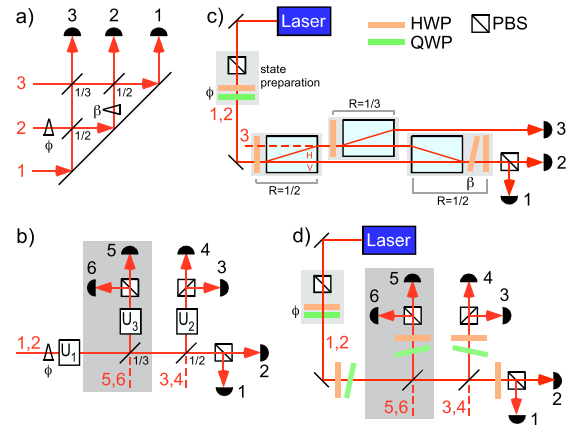 a)
3
2
1
3
1/3
1/2
β
2
ϕ
1/2
1
c)
Laser
HWP
QWP
PBS
state
preparation
ϕ
1,2
R=1/3
3
H
V
3
2
R=1/2
β
R=1/2
1
b)
5
4
6
3
U3
U2
1,2
U1
ϕ
1/3
1/2
2
5,6
3,4
1
d)
Laser
5
4
6
3
ϕ
1,2
2
5,6
3,4
1